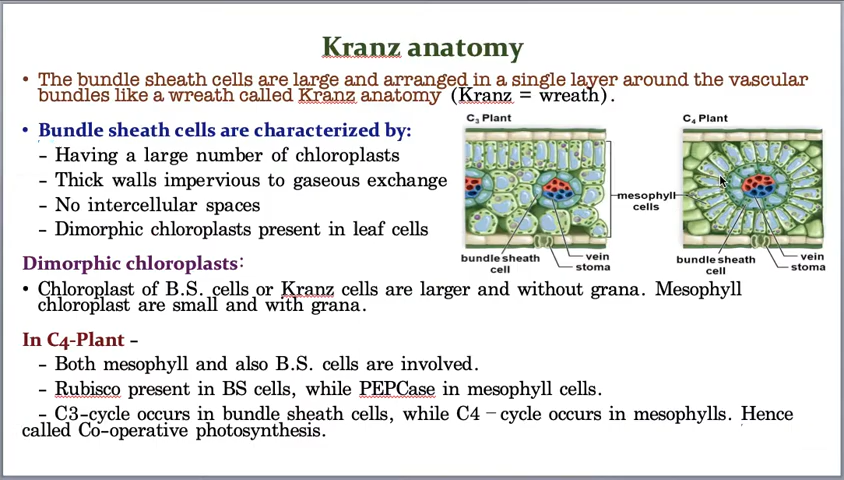 Kranz anatomy
• The bundle sheath cells are large and arranged in a single layer around the vascular
bundles like a wreath called Kranz anatomy (Kranz = wreath).
• Bundle sheath cells are characterized by:
– Having a large number of chloroplasts
– Thick walls impervious to gaseous exchange
– No intercellular spaces
– Dimorphic chloroplasts present in leaf cells
C3 Plant
C4 Plant
mesophyll
cells
bundle sheath
cell
vein
stoma
bundle sheath
cell
vein
stoma
Dimorphic chloroplasts:
• Chloroplast of B.S. cells or Kranz cells are larger and without grana. Mesophyll
chloroplast are small and with grana.
In C4-Plant –
– Both mesophyll and also B.S. cells are involved.
– Rubisco present in BS cells, while PEPCase in mesophyll cells.
– C3-cycle occurs in bundle sheath cells, while C4 –cycle occurs in mesophylls. Hence
called Co-operative photosynthesis.